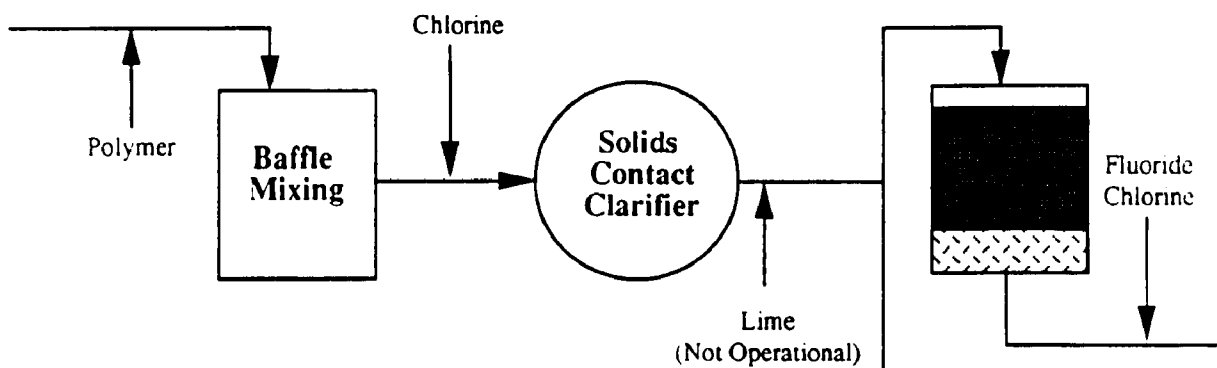 Polymer
Baffle
Mixing
Chlorine
Solids
Contact
Clarifier
Lime
(Not Operational)
Fluoride
Chlorine